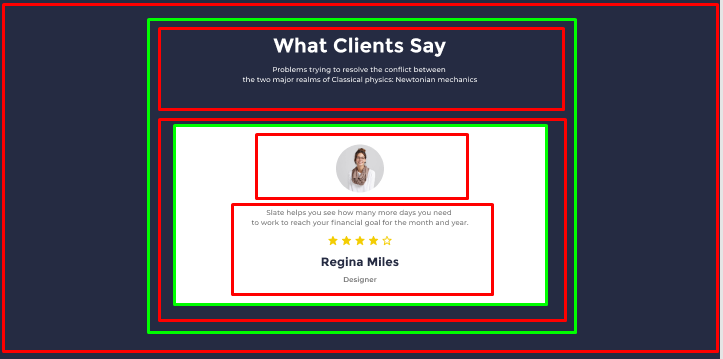 What Clients Say
Problems trying to resolve the conflict between
the two major realms of Classical physics: Newtonian mechanics
Slate helps you see how many more days you need
to work to reach your financial goal for the month and year.
Regina Miles
Designer